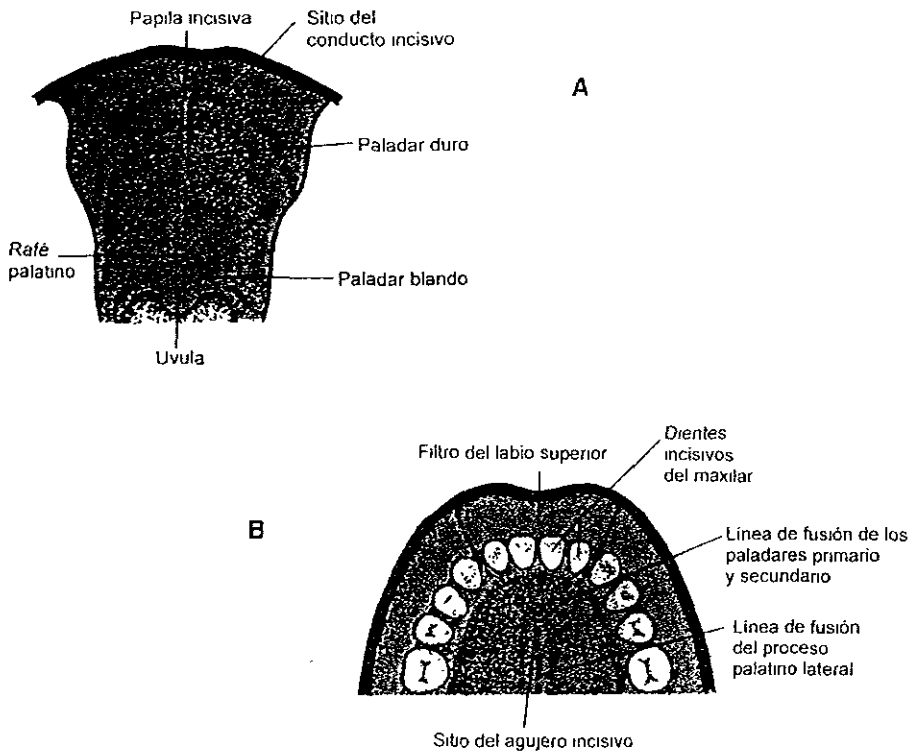 Papila incisiva
Sitio del
conducto incisivo
A
Paladar duro
Rafé
palatino
Paladar blando
Uvula
Dientes
incisivos
del maxilar
Filtro del labio superior
B
Línea de fusión de los
paladares primario
y secundario
Línea de fusión
del proceso
palatino lateral
Sitio del agujero incisivo